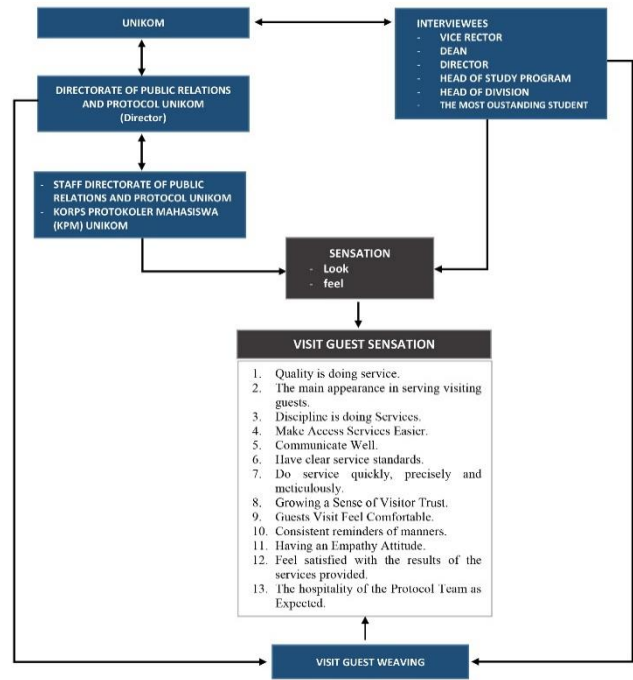 UNIKOM
INTERVIEWEES
- VICE RECTOR
- DEAN
- DIRECTOR
- HEAD OF STUDY PROGRAM
- HEAD OF DIVISION
- THE MOST OUSTANDING STUDENT
DIRECTORATE OF PUBLIC RELATIONS
AND PROTOCOL UNIKOM
(Director)
- STAFF DIRECTORATE OF PUBLIC
RELATIONS AND PROTOCOL UNIKOM
- KORPS PROTOKOLER MAHASISWA
(KPM) UNIKOM
SENSATION
- Look
- feel
VISIT GUEST SENSATION
1. Quality is doing service.
2. The main appearance in serving visiting
guests.
3. Discipline is doing Services.
4. Make Access Services Easier.
5. Communicate Well.
6. Have clear service standards.
7. Do service quickly, precisely and
meticulously.
8. Growing a Sense of Visitor Trust.
9. Guests Visit Feel Comfortable.
10. Consistent reminders of manners.
11. Having an Empathy Attitude.
12. Feel satisfied with the results of the
services provided.
13. The hospitality of the Protocol Team as
Expected.
VISIT GUEST WEAVING